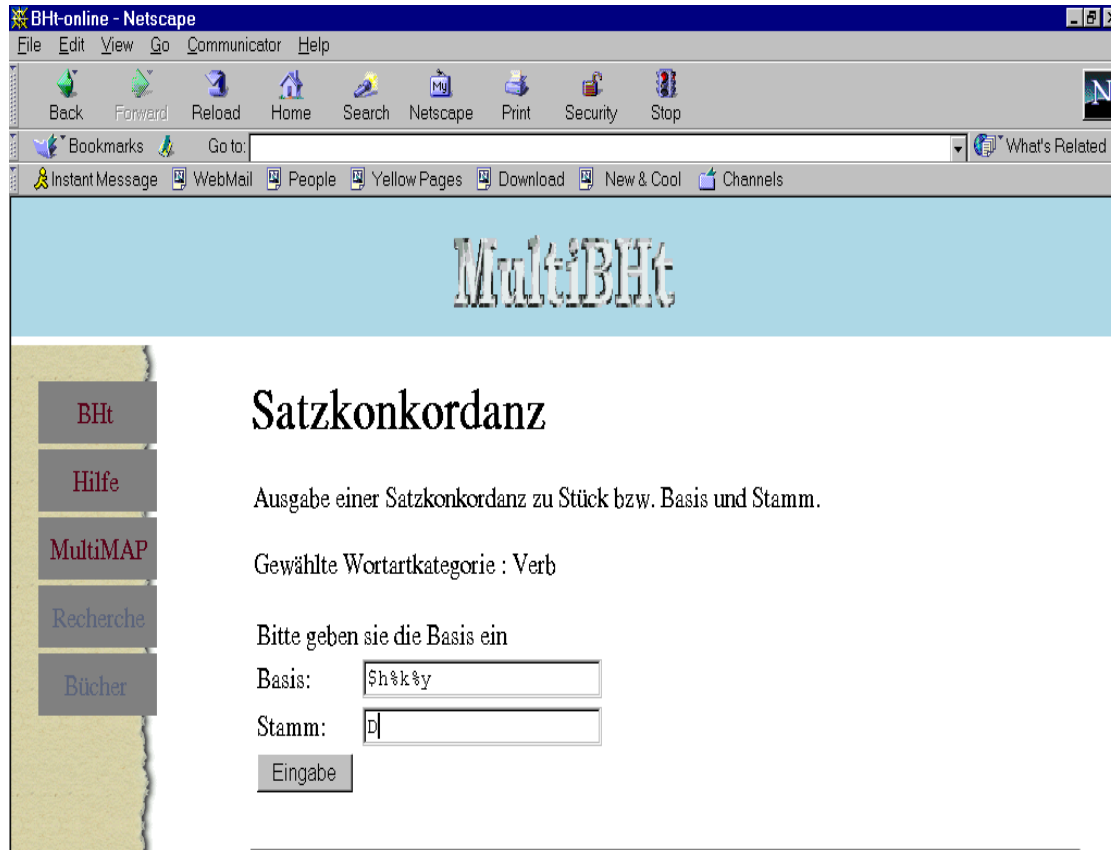 BHt-online - Netscape
File Edit View Go Communicator Help
Back Forward Reload Home Search Netscape Print Security Stop
My
N
Bookmarks Go to: What's Related
Instant Message WebMail People Yellow Pages Download New & Cool Channels
MultiBHt
BHt
Hilfe
MultiMAP
Recherche
Bücher
Satzkonkordanz
Ausgabe einer Satzkonkordanz zu Stück bzw. Basis und Stamm.
Gewählte Wortartkategorie : Verb
Bitte geben sie die Basis ein
Basis: $h%k%y
Stamm: D
Eingabe